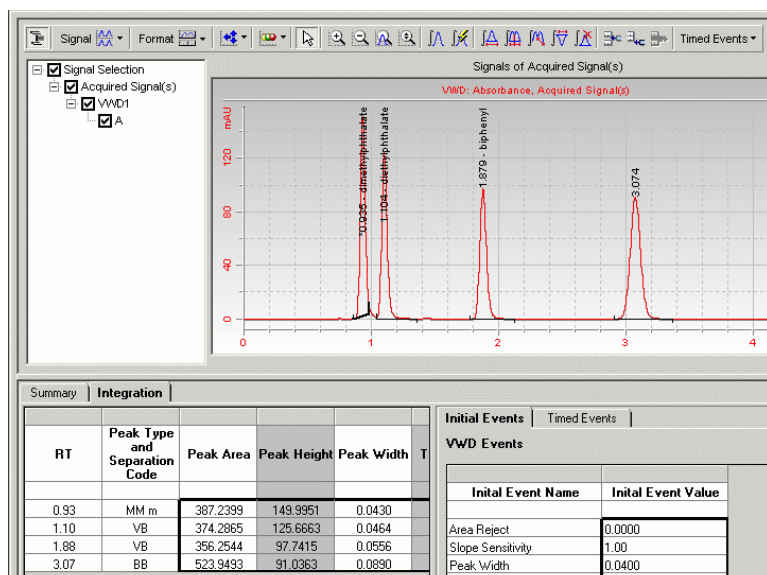 Signal Format Timed Events
Signal Selection
Acquired Signal(s)
VWD1
A
Signals of Acquired Signal(s)
VWD: Absorbance, Acquired Signal(s)
mAU
120
80
40
0
*0.935 - dimethylphthalate
1.104 - diethylphthalate
1.879 - biphenyl
3.074
0 1 2 3 4
Summary Integration
RT Peak Type and Separation Code Peak Area Peak Height Peak Width T
0.93 MM m 387.2399 149.9951 0.0430
1.10 VB 374.2865 125.6663 0.0464
1.88 VB 356.2544 97.7415 0.0556
3.07 BB 523.9493 91.0363 0.0890
Initial Events Timed Events
VWD Events
Inital Event Name Inital Event Value
Area Reject 0.0000
Slope Sensitivity 1.00
Peak Width 0.0400